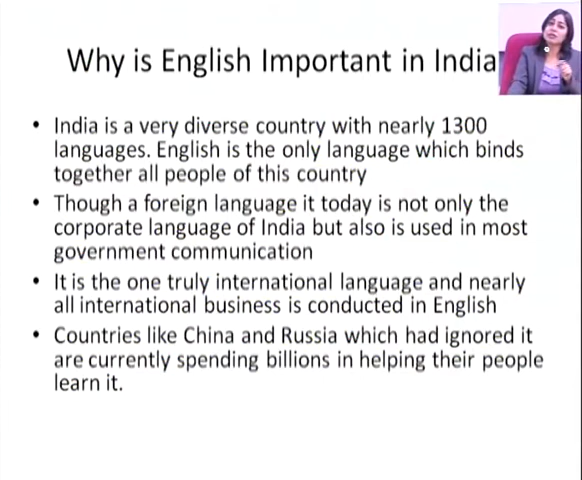 Why is English Important in India
• India is a very diverse country with nearly 1300
languages. English is the only language which binds
together all people of this country
• Though a foreign language it today is not only the
corporate language of India but also is used in most
government communication
• It is the one truly international language and nearly
all international business is conducted in English
• Countries like China and Russia which had ignored it
are currently spending billions in helping their people
learn it.